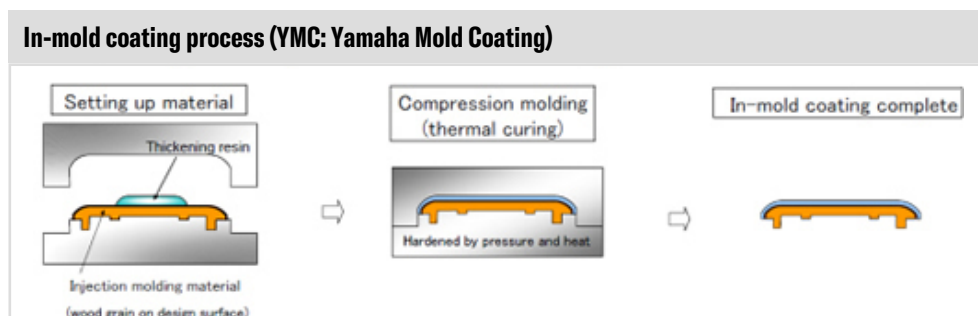 In-mold coating process (YMC: Yamaha Mold Coating)
Setting up material
Thickening resin
Injection molding material
(wood grain on design surface)
Compression molding
(thermal curing)
Hardened by pressure and heat
In-mold coating complete